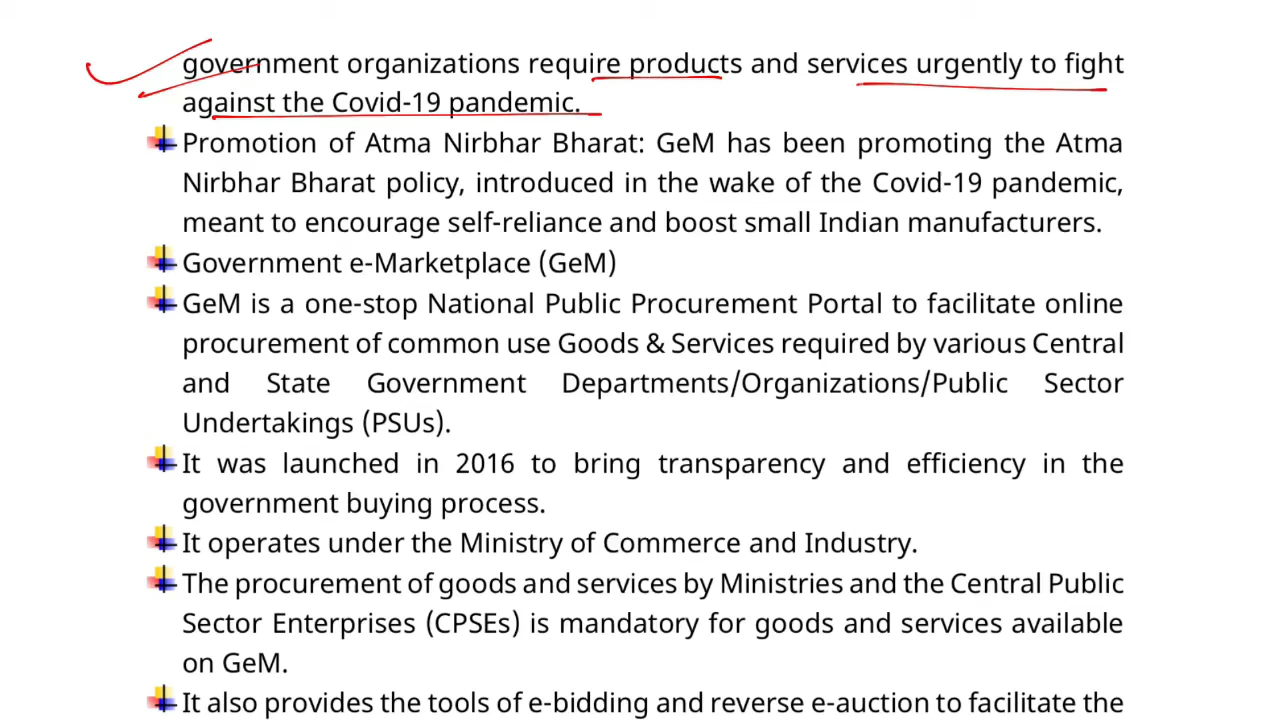 government organizations require products and services urgently to fight
against the Covid-19 pandemic.
Promotion of Atma Nirbhar Bharat: GeM has been promoting the Atma
Nirbhar Bharat policy, introduced in the wake of the Covid-19 pandemic,
meant to encourage self-reliance and boost small Indian manufacturers.
Government e-Marketplace (GeM)
GeM is a one-stop National Public Procurement Portal to facilitate online
procurement of common use Goods & Services required by various Central
and State Government Departments/Organizations/Public Sector
Undertakings (PSUs).
It was launched in 2016 to bring transparency and efficiency in the
government buying process.
It operates under the Ministry of Commerce and Industry.
The procurement of goods and services by Ministries and the Central Public
Sector Enterprises (CPSEs) is mandatory for goods and services available
on GeM.
It also provides the tools of e-bidding and reverse e-auction to facilitate the